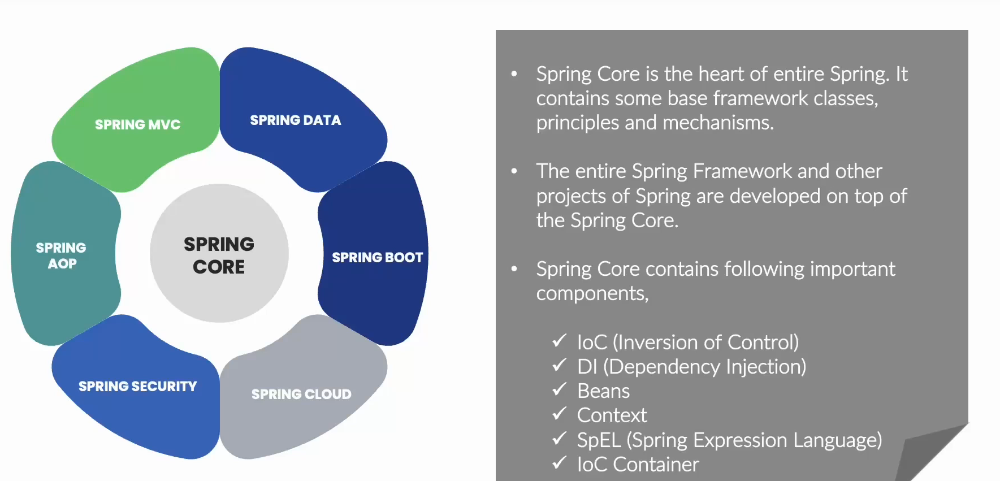 SPRING MVC
SPRING DATA
SPRING
AOP
SPRING
CORE
SPRING BOOT
SPRING SECURITY
SPRING CLOUD
• Spring Core is the heart of entire Spring. It
contains some base framework classes,
principles and mechanisms.
• The entire Spring Framework and other
projects of Spring are developed on top of
the Spring Core.
• Spring Core contains following important
components,
✓ IoC (Inversion of Control)
✓ DI (Dependency Injection)
✓ Beans
✓ Context
✓ SpEL (Spring Expression Language)
✓ IoC Container